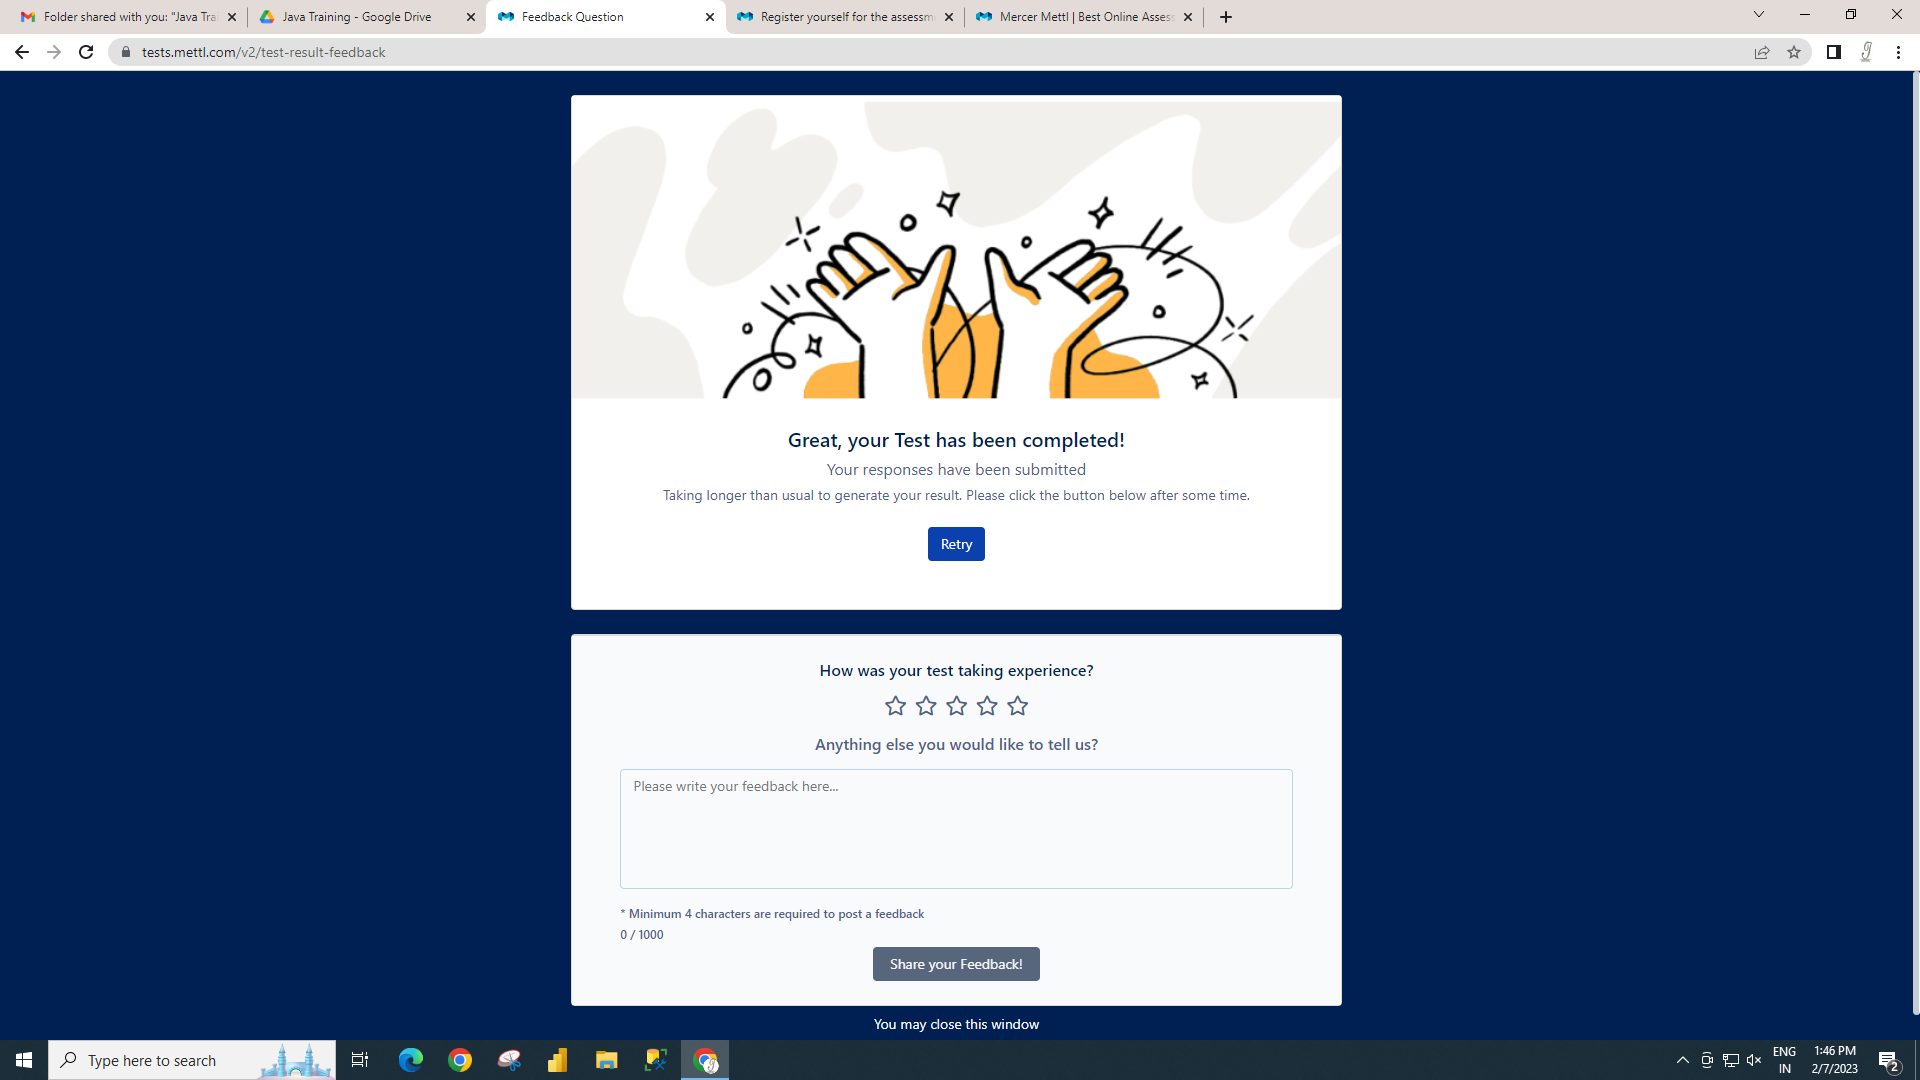 Folder shared with you: "Java Trai
Java Training - Google Drive
Feedback Question
Register yourself for the assessm
Mercer Mettl | Best Online Assess
tests.mettl.com/v2/test-result-feedback
Great, your Test has been completed!
Your responses have been submitted
Taking longer than usual to generate your result. Please click the button below after some time.
Retry
How was your test taking experience?
Anything else you would like to tell us?
Please write your feedback here...
* Minimum 4 characters are required to post a feedback
0 / 1000
Share your Feedback!
You may close this window
Type here to search
ENG
IN
1:46 PM
2/7/2023
2